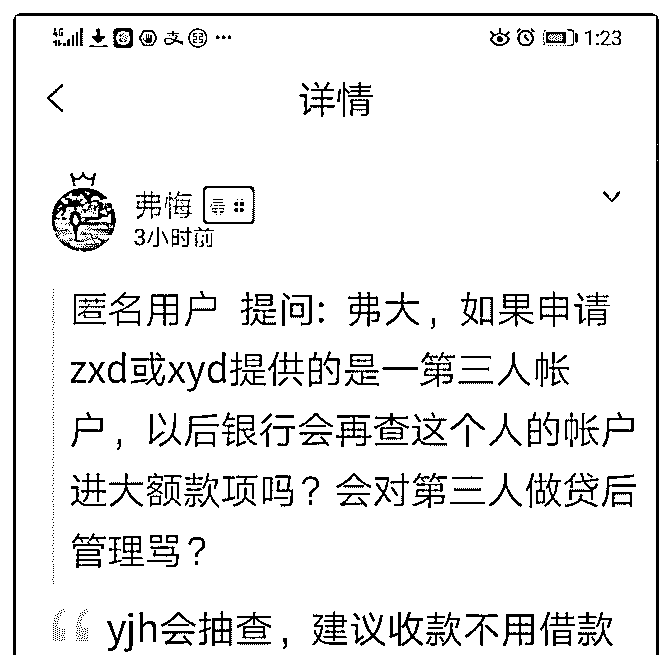 4G 1:23
详情
弗悔
3小时前
匿名用户 提问：弗大，如果申请
zxd或xyd提供的是一第三人帐
户，以后银行会再查这个人的帐户
进大额款项吗？会对第三人做贷后
管理骂？
yjh会抽查，建议收款不用借款